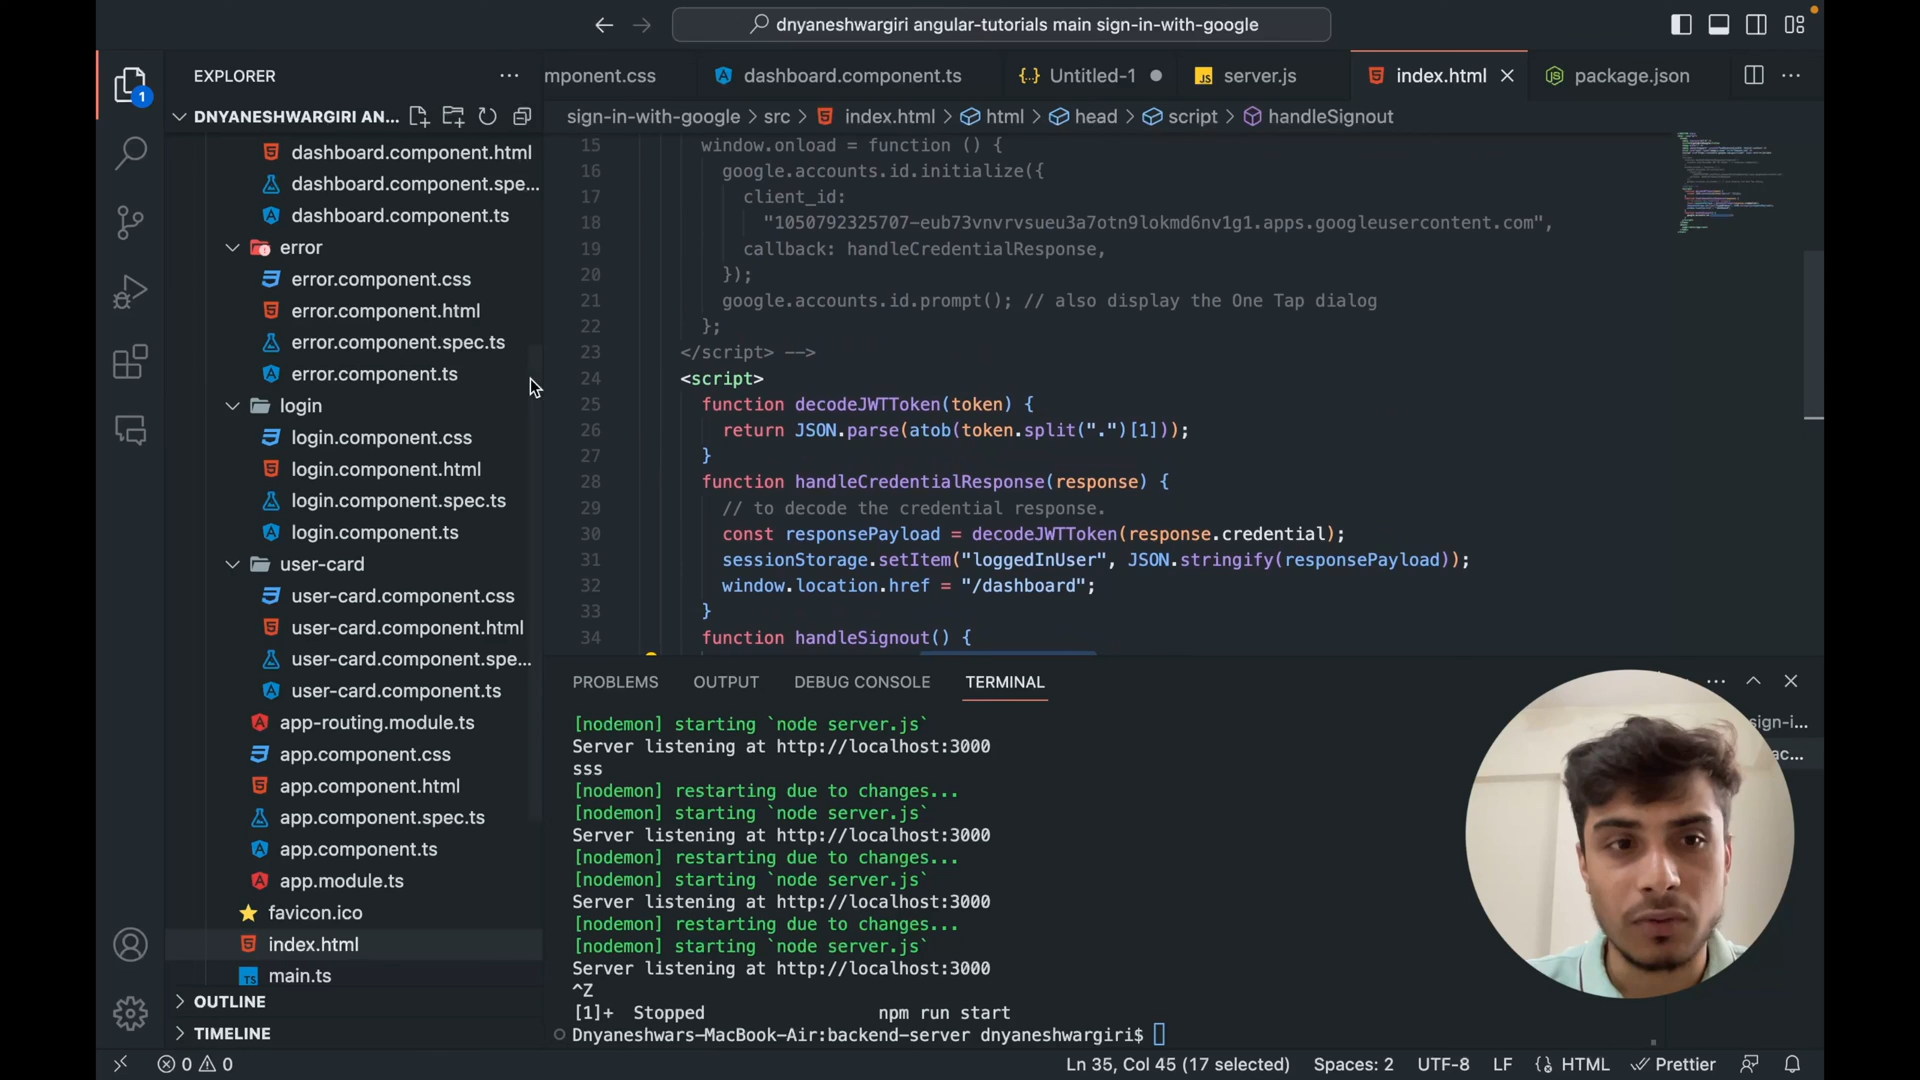 dnyaneshwargiri angular-tutorials main sign-in-with-google
EXPLORER
mponent.css
dashboard.component.ts
Untitled-1
server.js
index.html
package.json
DNYANESHWARGIRI AN...
sign-in-with-google > src > index.html > html > head > script > handleSignout
dashboard.component.html
dashboard.component.spe...
dashboard.component.ts
error
error.component.css
error.component.html
error.component.spec.ts
error.component.ts
login
login.component.css
login.component.html
login.component.spec.ts
login.component.ts
user-card
user-card.component.css
user-card.component.html
user-card.component.spe...
user-card.component.ts
app-routing.module.ts
app.component.css
app.component.html
app.component.spec.ts
app.component.ts
app.module.ts
favicon.ico
index.html
main.ts
OUTLINE
TIMELINE
1
15 window.onload = function () {
16 google.accounts.id.initialize({
17 client_id:
18 "1050792325707-eub73vnvrvsueu3a7otn9lokmd6nv1g1.apps.googleusercontent.com",
19 callback: handleCredentialResponse,
20 });
21 google.accounts.id.prompt(); // also display the One Tap dialog
22 };
23 </script> -->
24 <script>
25 function decodeJWTToken(token) {
26 return JSON.parse(atob(token.split(".")[1]));
27 }
28 function handleCredentialResponse(response) {
29 // to decode the credential response.
30 const responsePayload = decodeJWTToken(response.credential);
31 sessionStorage.setItem("loggedInUser", JSON.stringify(responsePayload));
32 window.location.href = "/dashboard";
33 }
34 function handleSignout() {
PROBLEMS OUTPUT DEBUG CONSOLE TERMINAL
[nodemon] starting `node server.js`
Server listening at http://localhost:3000
sss
[nodemon] restarting due to changes...
[nodemon] starting `node server.js`
Server listening at http://localhost:3000
[nodemon] restarting due to changes...
[nodemon] starting `node server.js`
Server listening at http://localhost:3000
[nodemon] restarting due to changes...
[nodemon] starting `node server.js`
Server listening at http://localhost:3000
^Z
[1]+ Stopped npm run start
Dnyaneshwars-MacBook-Air:backend-server dnyaneshwargiri$
sign-i...
ac...
0 0
Ln 35, Col 45 (17 selected) Spaces: 2 UTF-8 LF HTML Prettier